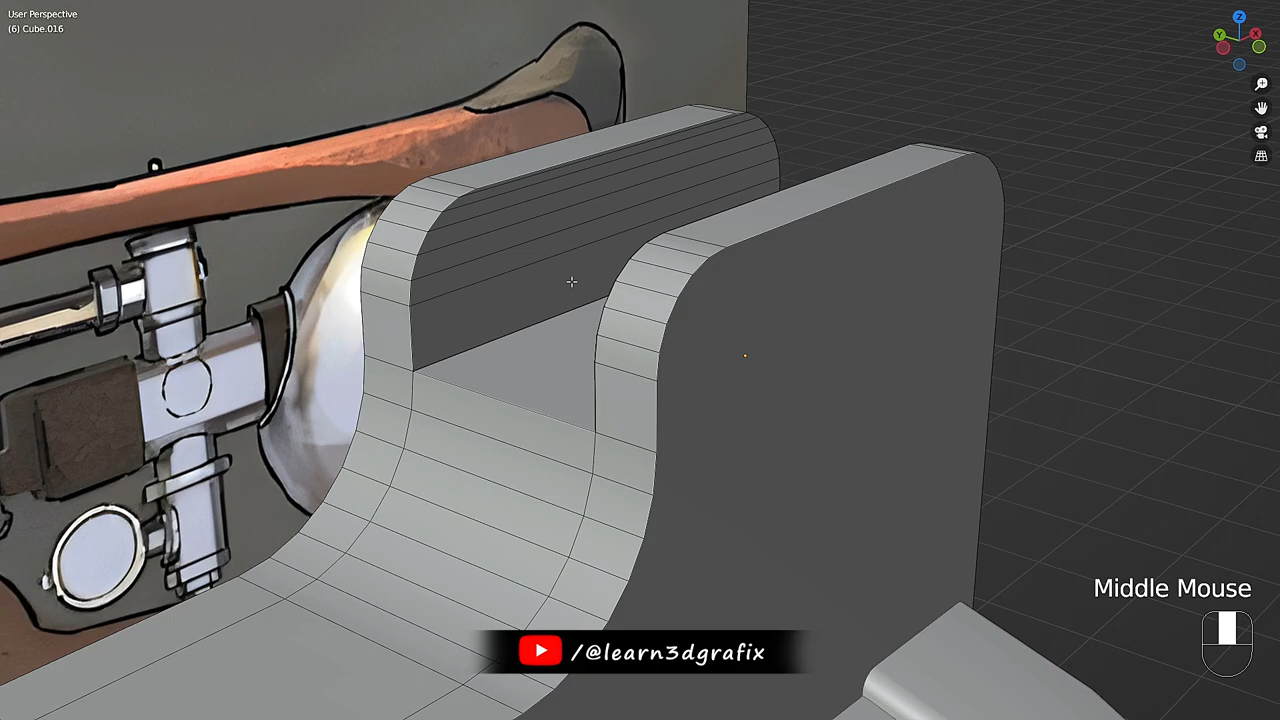 User Perspective
(6) Cube.016
Z
Y
X
Middle Mouse
/@learn3dgrafix